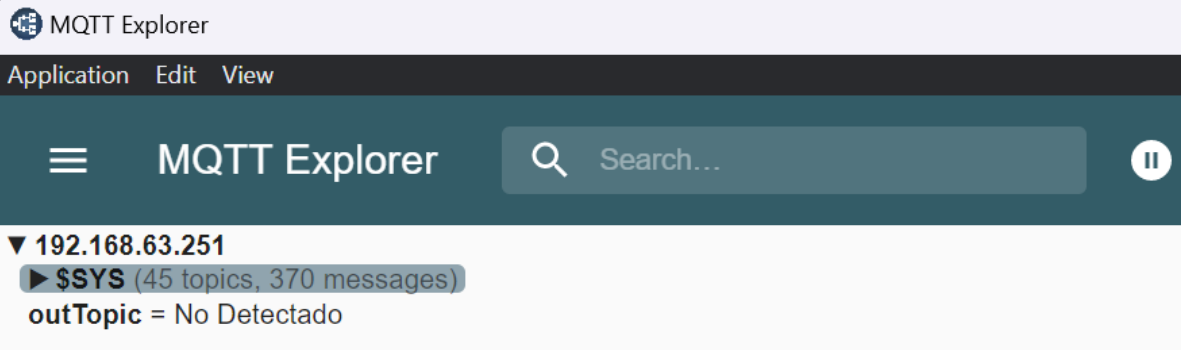 MQTT Explorer
Application Edit View
MQTT Explorer Search...
▼ 192.168.63.251
▶ $SYS (45 topics, 370 messages)
outTopic = No Detectado